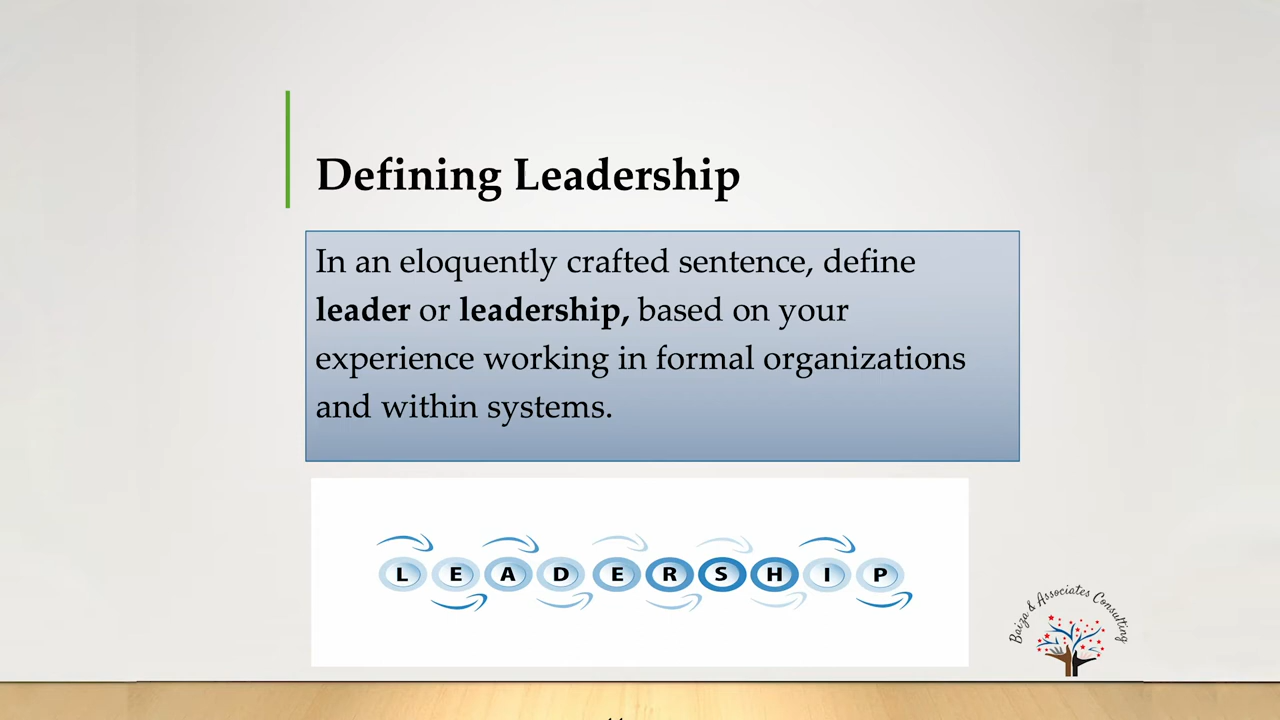 Defining Leadership
In an eloquently crafted sentence, define
leader or leadership, based on your
experience working in formal organizations
and within systems.
LEADERSHIP
Baiza & Associates Consulting